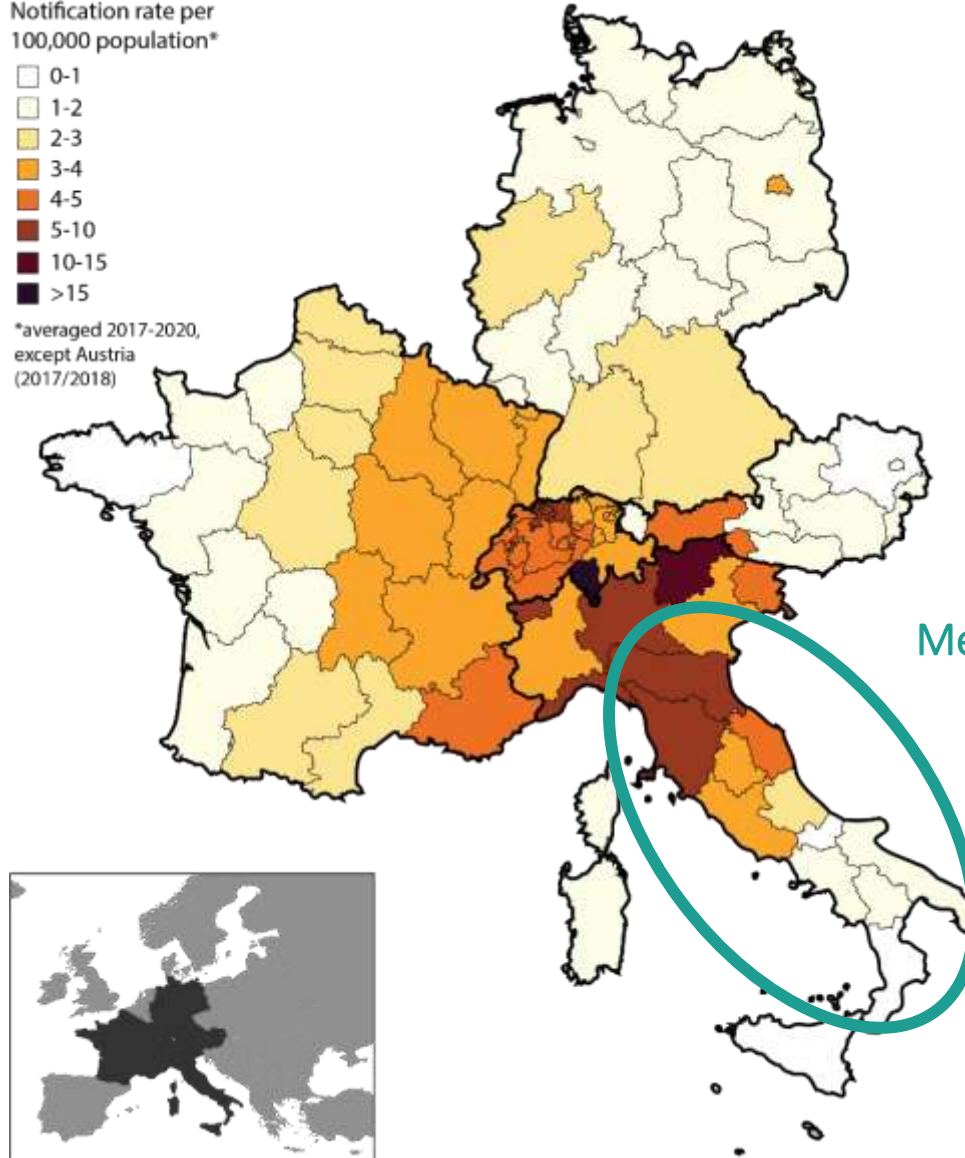 Notification rate per
100,000 population*
0-1
1-2
2-3
3-4
4-5
5-10
10-15
>15
*averaged 2017-2020,
except Austria
(2017/2018)
Me